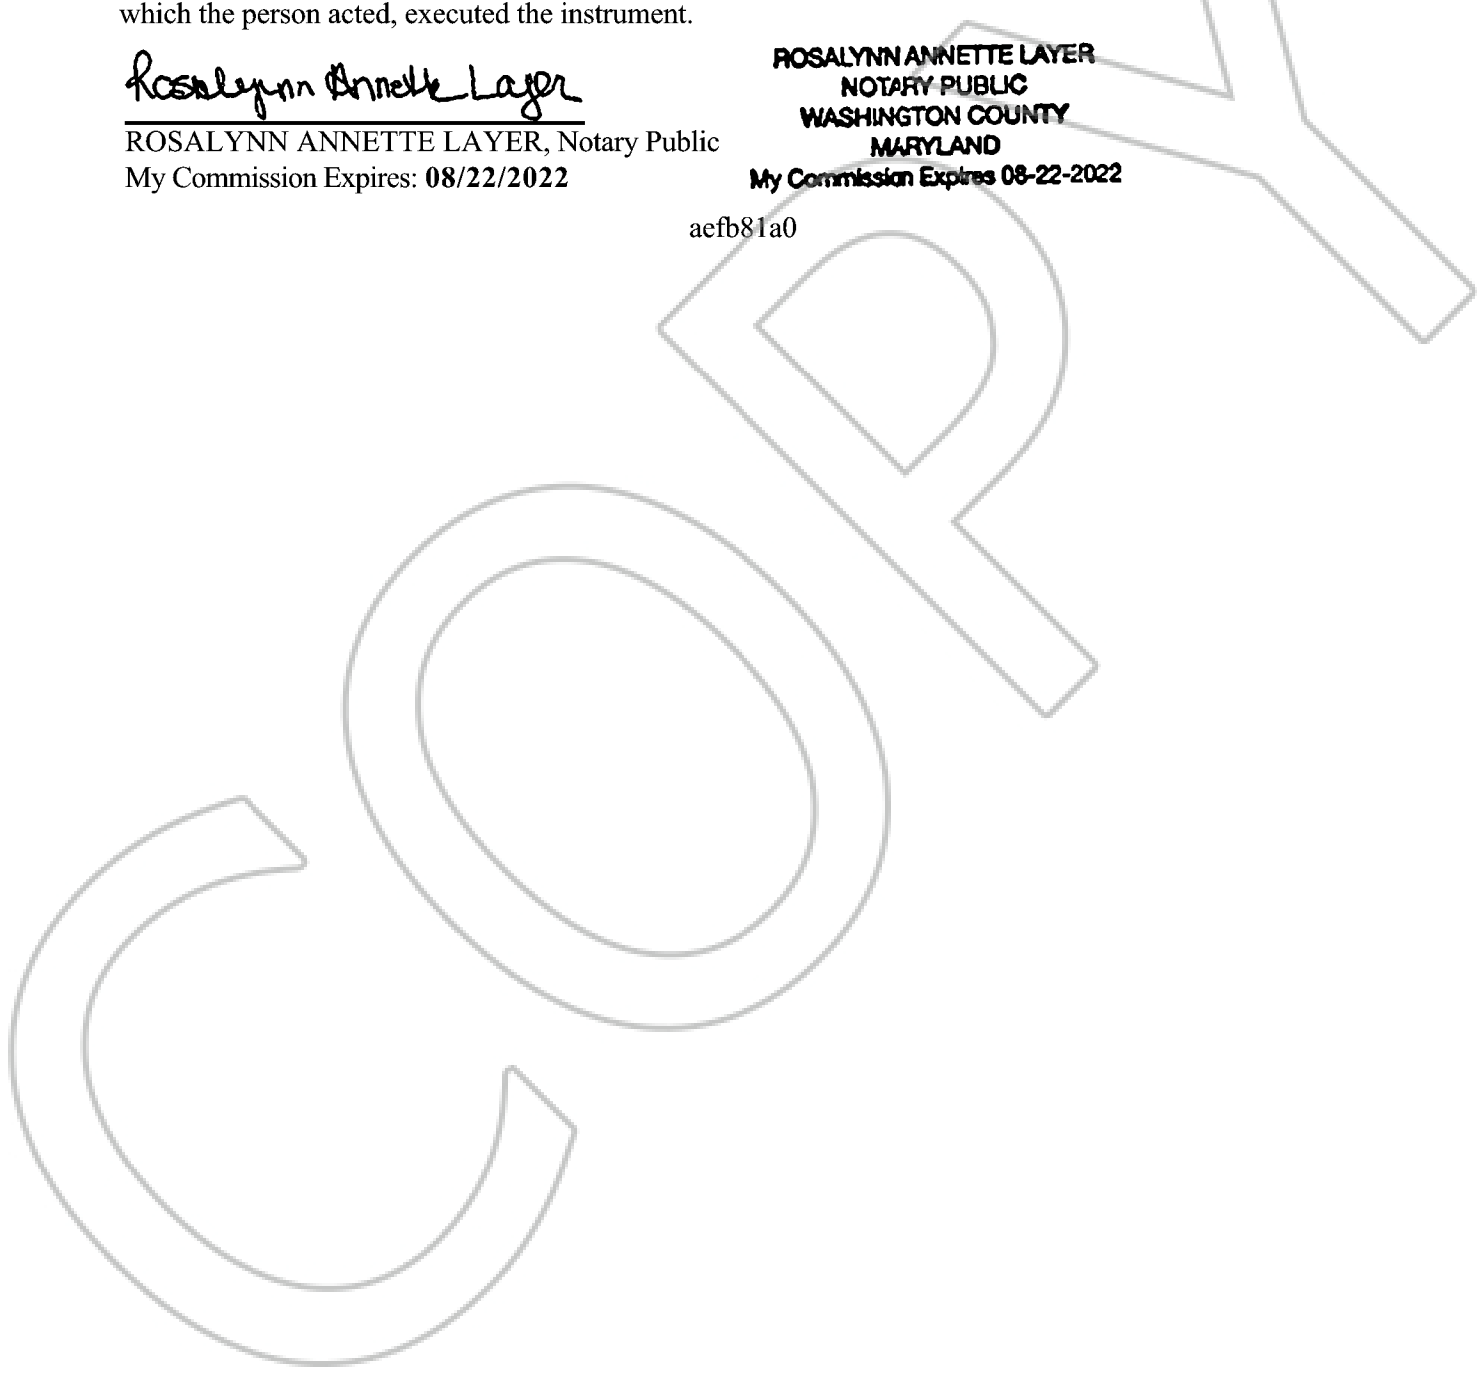 which the person acted, executed the instrument.
Rosalynn Annette Layer
ROSALYNN ANNETTE LAYER, Notary Public
My Commission Expires: 08/22/2022
ROSALYNN ANNETTE LAYER
NOTARY PUBLIC
WASHINGTON COUNTY
MARYLAND
My Commission Expires 08-22-2022
aefb81a0
COPY